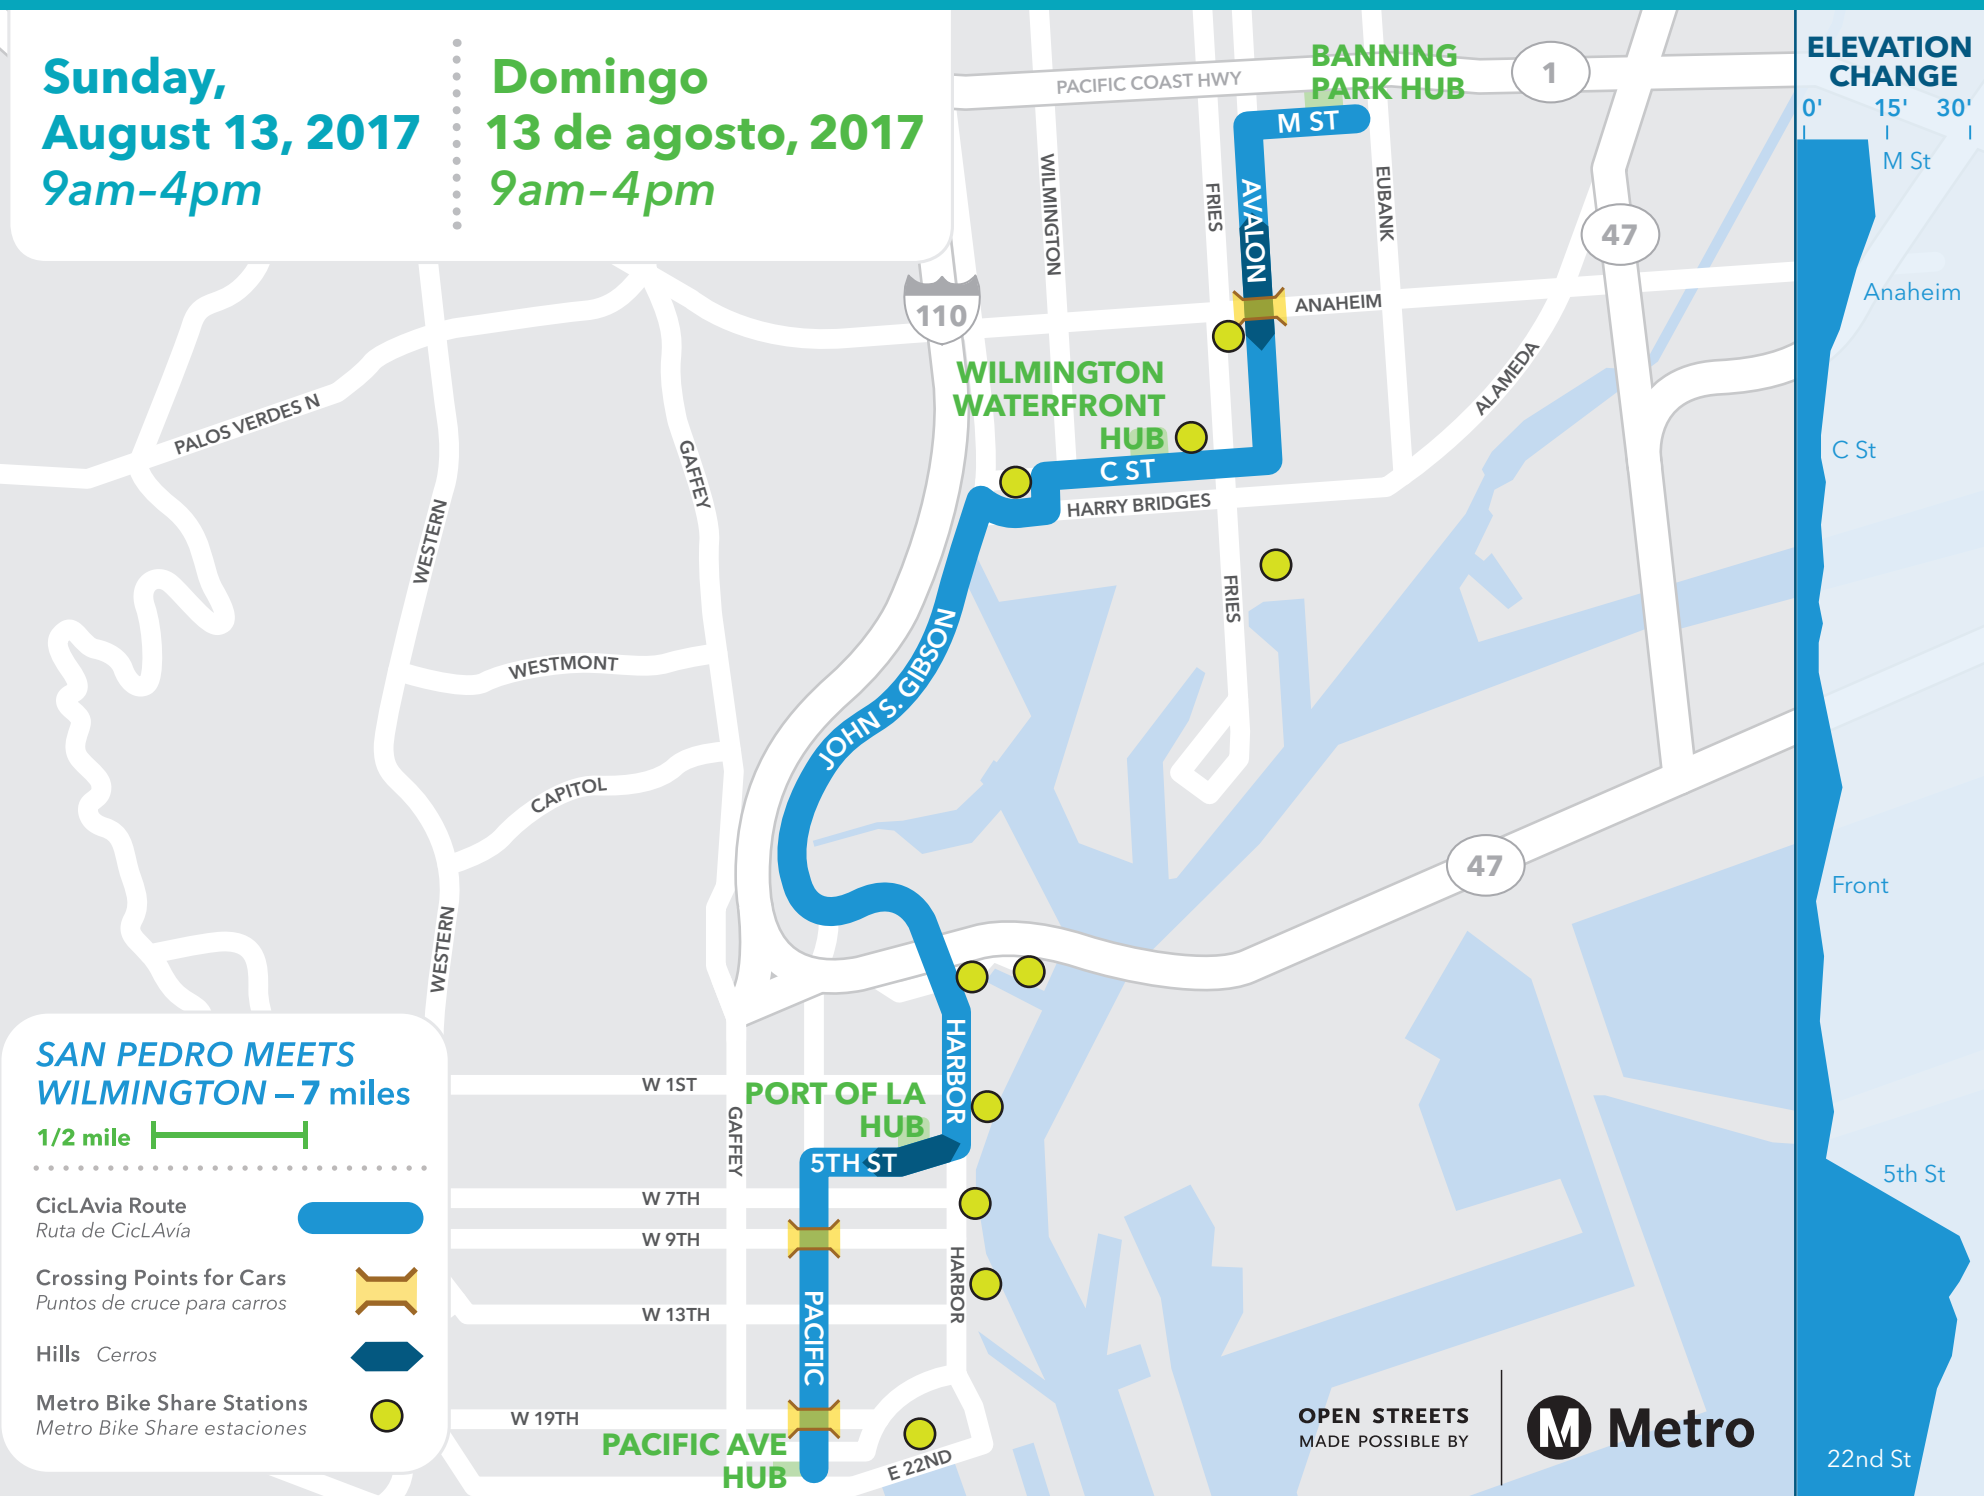 Sunday,
August 13, 2017
9am–4pm
Domingo
13 de agosto, 2017
9am–4pm
BANNING
PARK HUB
PACIFIC COAST HWY
1
M ST
WILMINGTON
FRIES
AVALON
EUBANK
47
110
ANAHEIM
WILMINGTON
WATERFRONT
HUB
C ST
HARRY BRIDGES
ALAMEDA
PALOS VERDES N
GAFFEY
WESTERN
FRIES
WESTMONT
JOHN S. GIBSON
CAPITOL
47
WESTERN
HARBOR
W 1ST
PORT OF LA
HUB
GAFFEY
5TH ST
W 7TH
W 9TH
HARBOR
W 13TH
PACIFIC
W 19TH
PACIFIC AVE
HUB
E 22ND
SAN PEDRO MEETS
WILMINGTON – 7 miles
1/2 mile
CicLAvia Route
Ruta de CicLAvía
Crossing Points for Cars
Puntos de cruce para carros
Hills Cerros
Metro Bike Share Stations
Metro Bike Share estaciones
OPEN STREETS
MADE POSSIBLE BY
M Metro
ELEVATION
CHANGE
0' 15' 30'
M St
Anaheim
C St
Front
5th St
22nd St